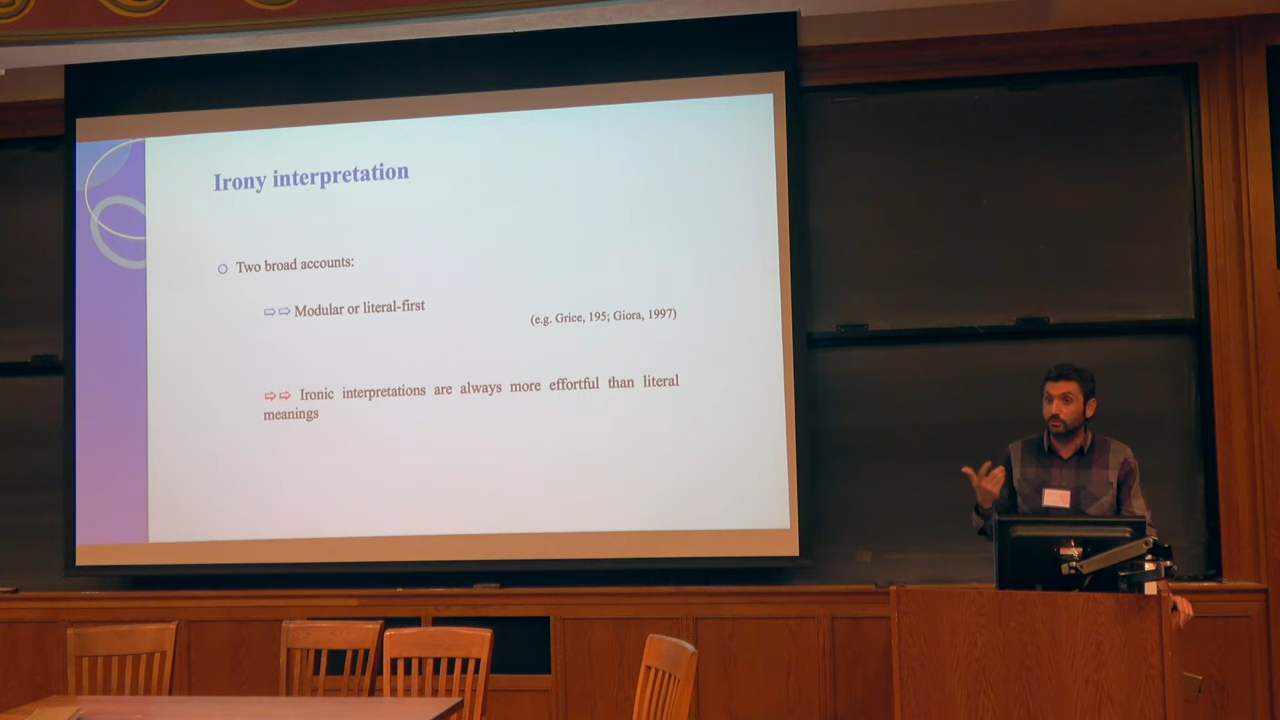 Irony interpretation
Two broad accounts:
⇨⇨ Modular or literal-first
(e.g. Grice, 195; Giora, 1997)
⇨⇨ Ironic interpretations are always more effortful than literal
meanings